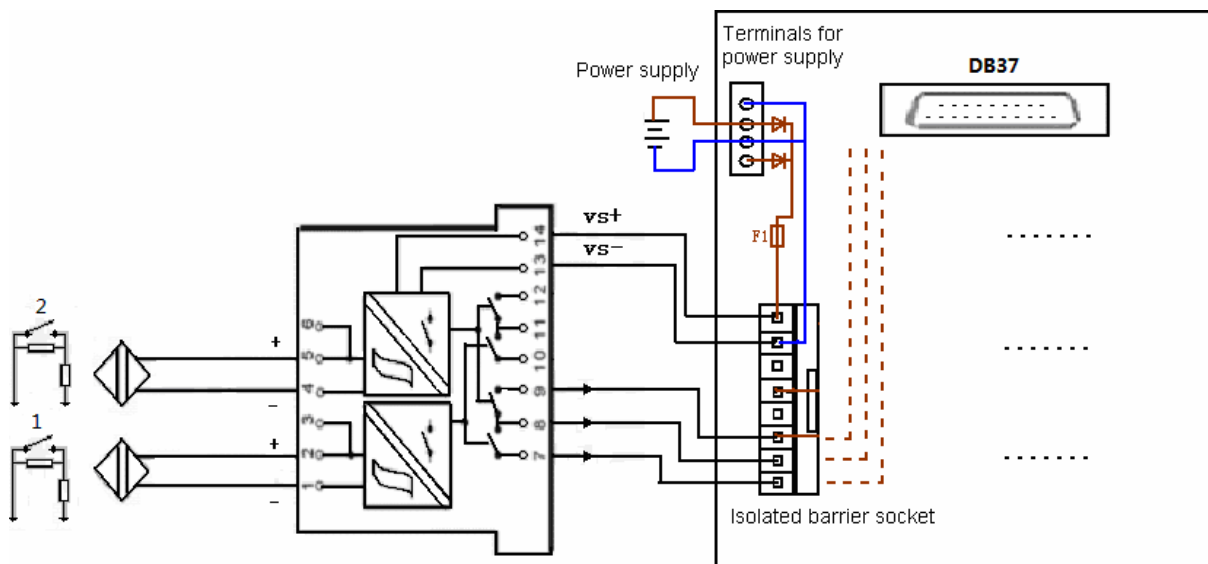 Terminals for
power supply
Power supply
DB37
vs+
vs-
F1
14
13
12
11
10
9
8
7
6
5
4
3
2
1
2
+
-
1
+
-
Isolated barrier socket